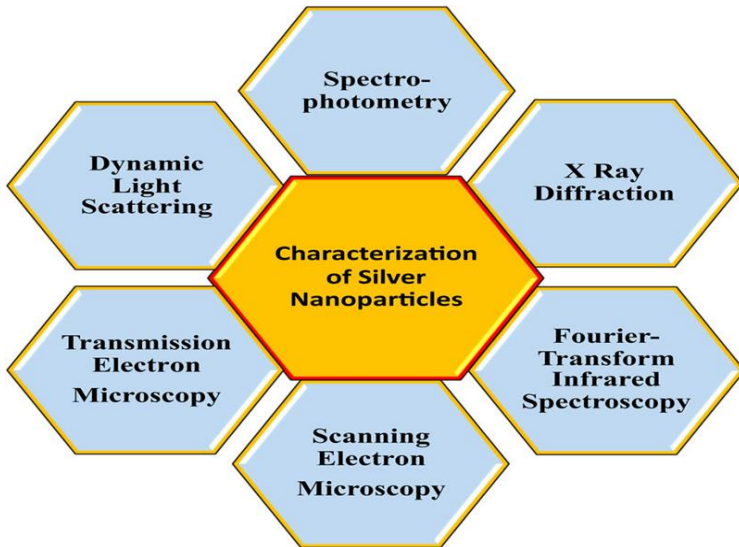 Spectro-
photometry
Dynamic
Light
Scattering
X Ray
Diffraction
Characterization
of Silver
Nanoparticles
Transmission
Electron
Microscopy
Fourier-
Transform
Infrared
Spectroscopy
Scanning
Electron
Microscopy